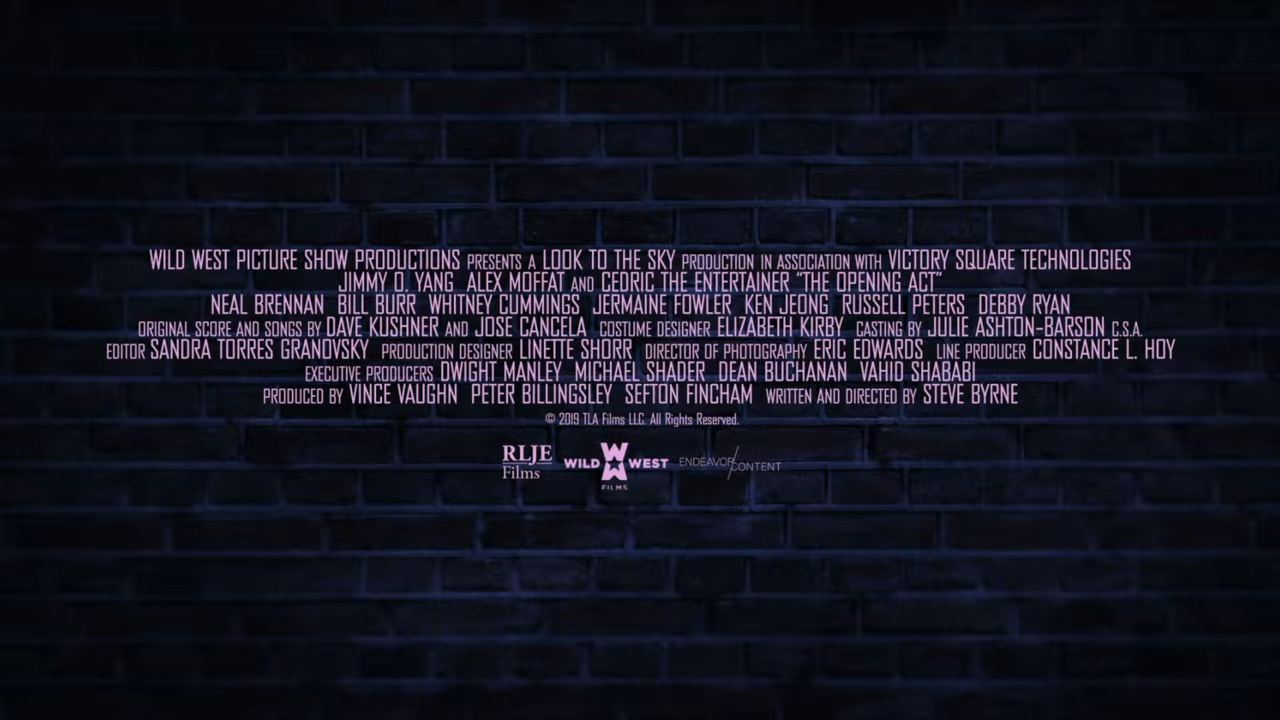 WILD WEST PICTURE SHOW PRODUCTIONS PRESENTS A LOOK TO THE SKY PRODUCTION IN ASSOCIATION WITH VICTORY SQUARE TECHNOLOGIES
JIMMY O. YANG ALEX MOFFAT AND CEDRIC THE ENTERTAINER "THE OPENING ACT"
NEAL BRENNAN BILL BURR WHITNEY CUMMINGS JERMAINE FOWLER KEN JEONG RUSSELL PETERS DEBBY RYAN
ORIGINAL SCORE AND SONGS BY DAVE KUSHNER AND JOSE CANCELA COSTUME DESIGNER ELIZABETH KIRBY CASTING BY JULIE ASHTON-BARSON C.S.A.
EDITOR SANDRA TORRES GRANOVSKY PRODUCTION DESIGNER LINETTE SHORR DIRECTOR OF PHOTOGRAPHY ERIC EDWARDS LINE PRODUCER CONSTANCE L. HOY
EXECUTIVE PRODUCERS DWIGHT MANLEY MICHAEL SHADER DEAN BUCHANAN VAHID SHABABI
PRODUCED BY VINCE VAUGHN PETER BILLINGSLEY SEFTON FINCHAM WRITTEN AND DIRECTED BY STEVE BYRNE
© 2019 TLA Films LLC. All Rights Reserved.
RLJE Films
WILD W WEST FILMS
ENDEAVOR/CONTENT